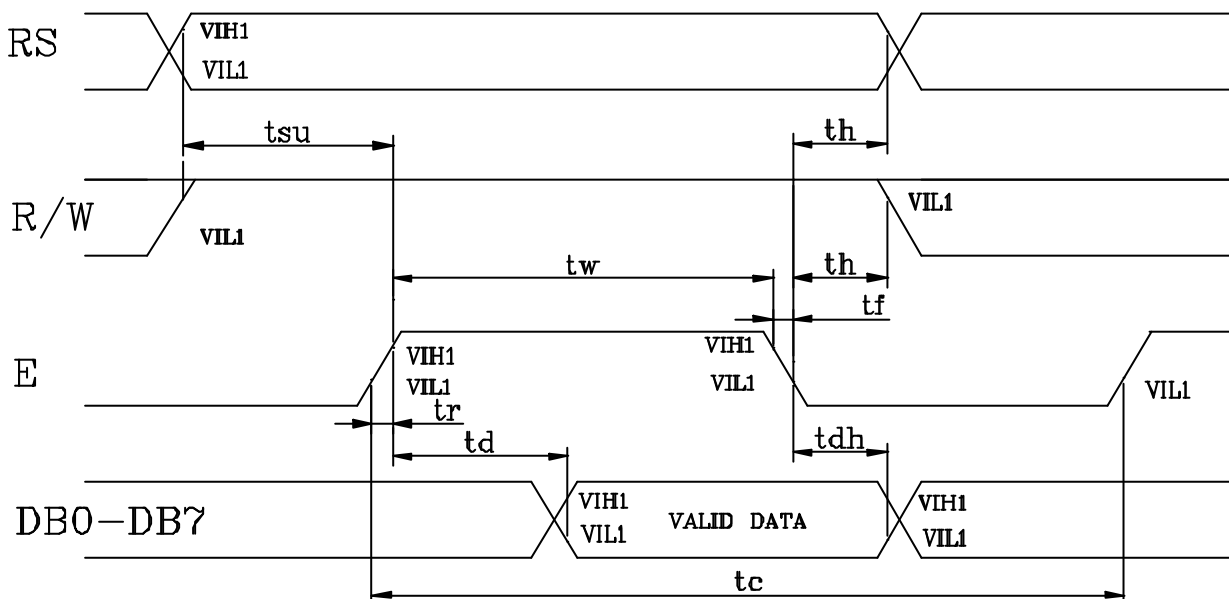 RS
VIH1
VIL1
tsu
th
R/W
VIL1
VIL1
tw
th
tf
E
VIH1
VIL1
VIH1
VIL1
VIL1
tr
td
tdh
DB0-DB7
VIH1
VIL1
VALID DATA
VIH1
VIL1
tc